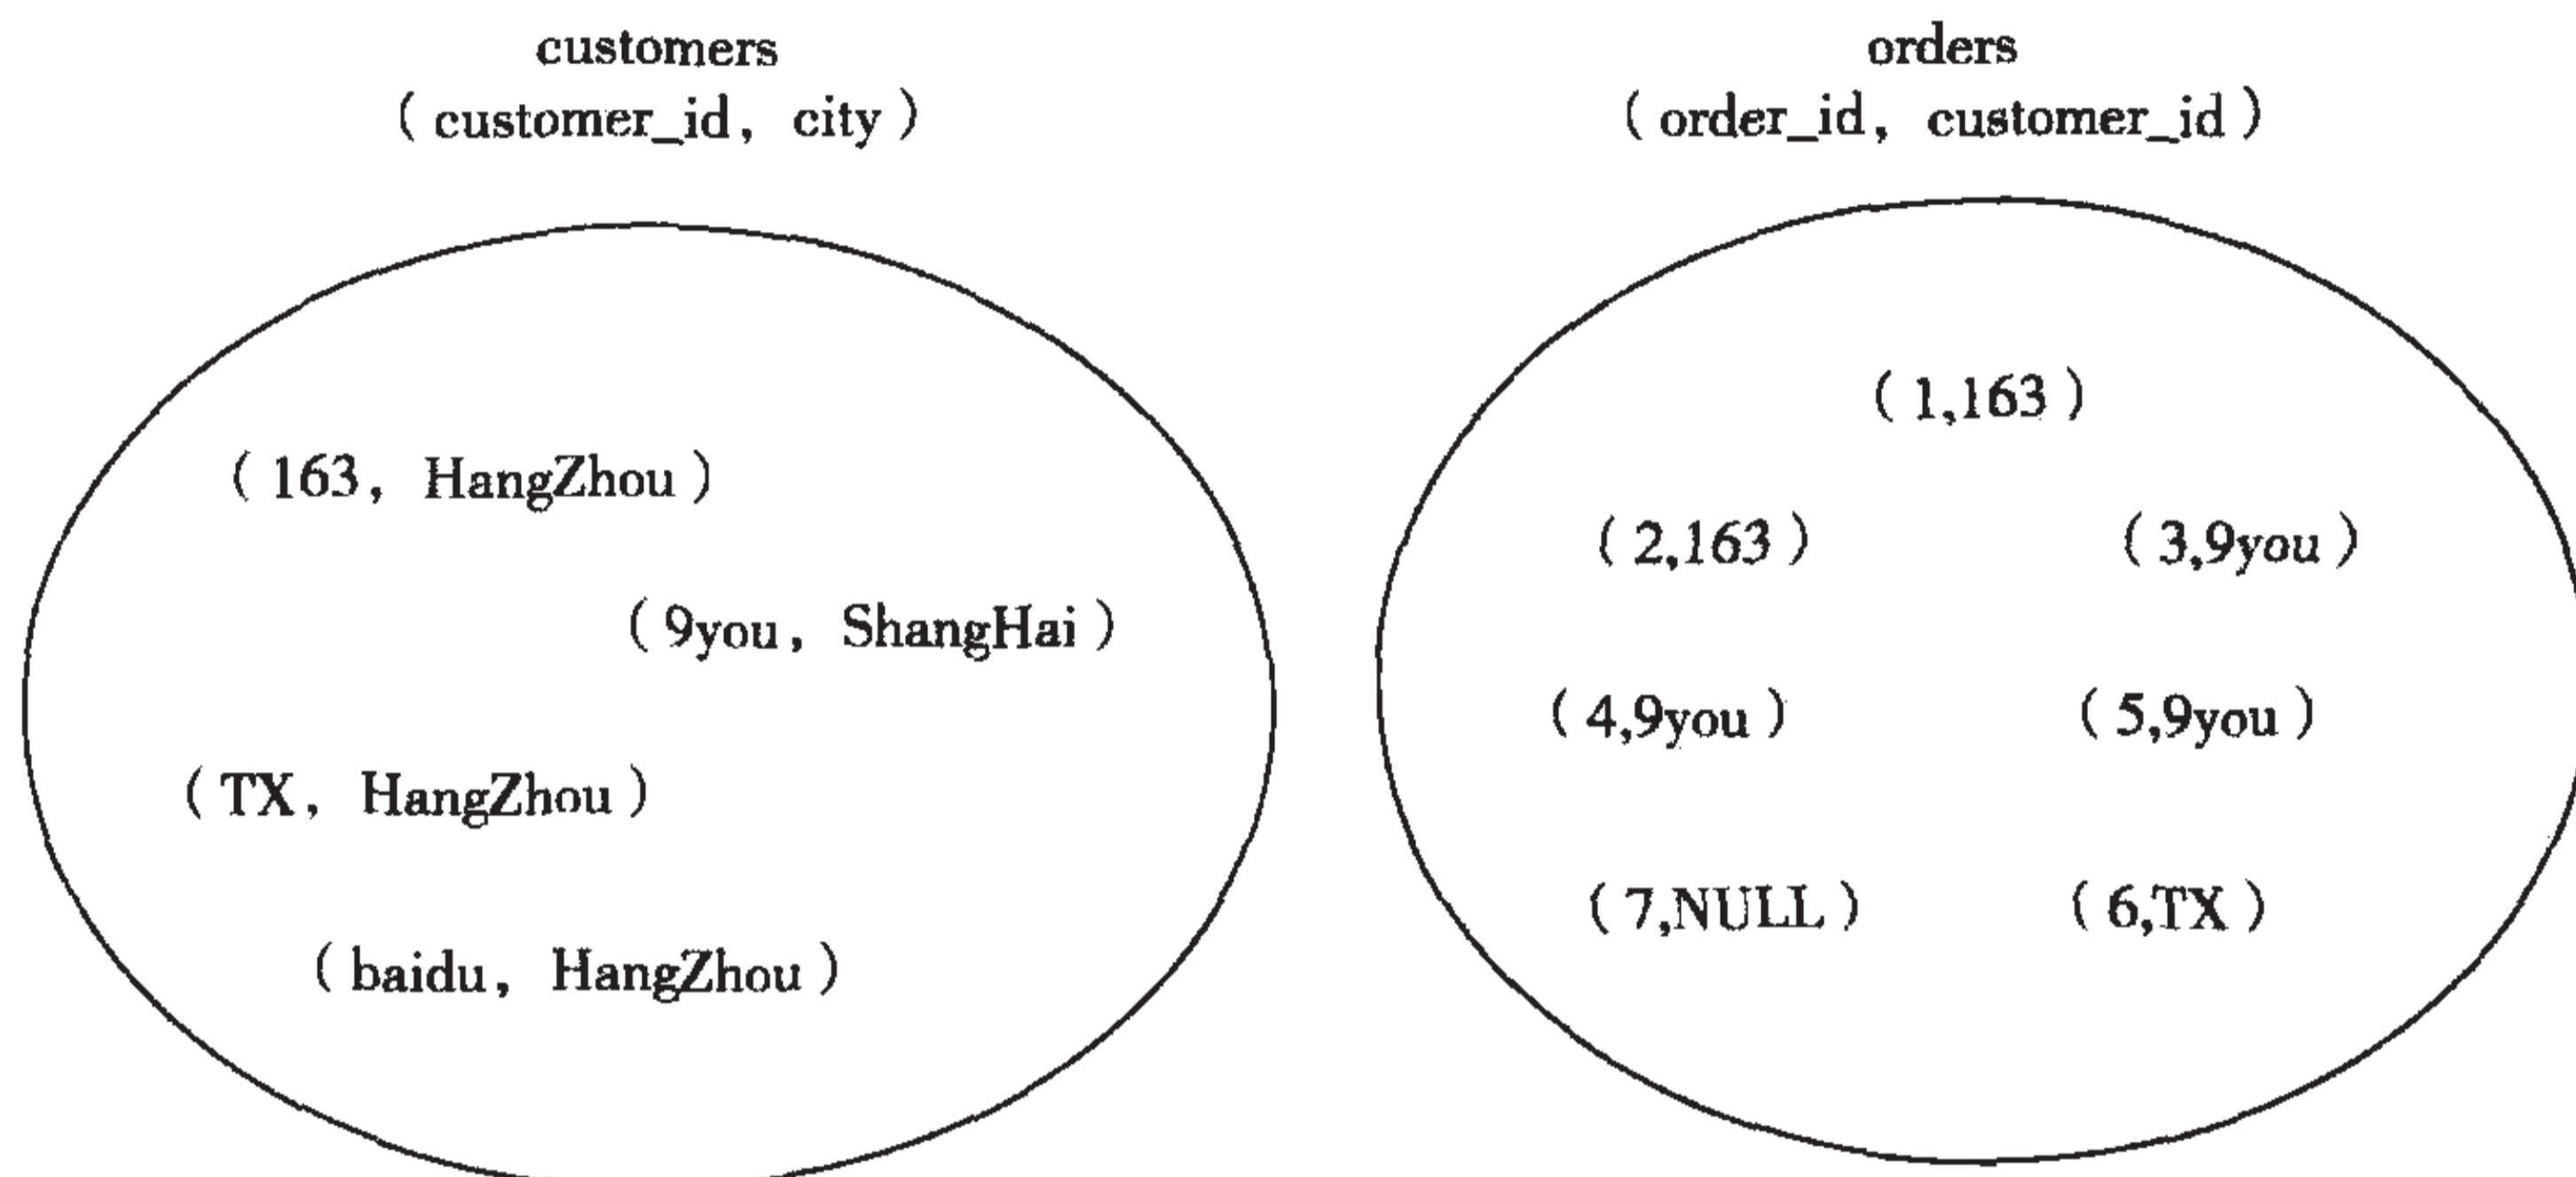 customers
( customer_id, city )
( 163, HangZhou )
( 9you, ShangHai )
( TX, HangZhou )
( baidu, HangZhou )
orders
( order_id, customer_id )
( 1,163 )
( 2,163 ) ( 3,9you )
( 4,9you ) ( 5,9you )
( 7,NULL ) ( 6,TX )